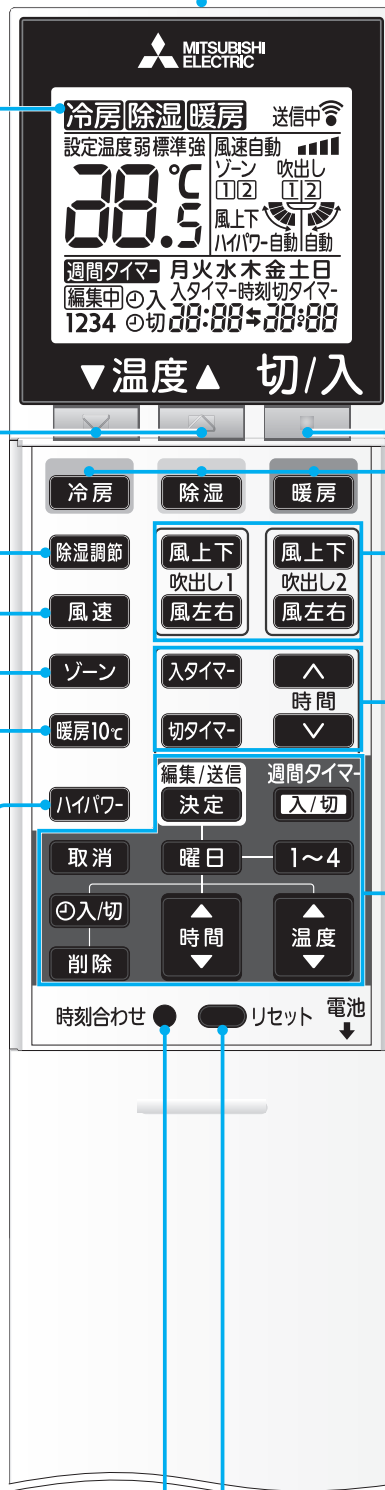 MITSUBISHI
ELECTRIC
冷房 除湿 暖房 送信中
設定温度弱標準強 風速自動
ゾーン 吹出し
1 2 1 2
88.5℃
風上下
ハイパワー自動 自動
週間タイマー 月火水木金土日
編集中 入 入タイマー時刻切タイマー
1234 切 88:88 88:88
▼温度▲ 切/入
冷房 除湿 暖房
除湿調節 風上下 風上下
吹出し1 吹出し2
風速 風左右 風左右
ゾーン 入タイマー ∧
時間
暖房10℃ 切タイマー ∨
編集/送信 週間タイマー
ハイパワー 決定 入/切
取消 曜日 1〜4
入/切 ▲ ▲
時間 温度
削除 ▼ ▼
時刻合わせ リセット 電池